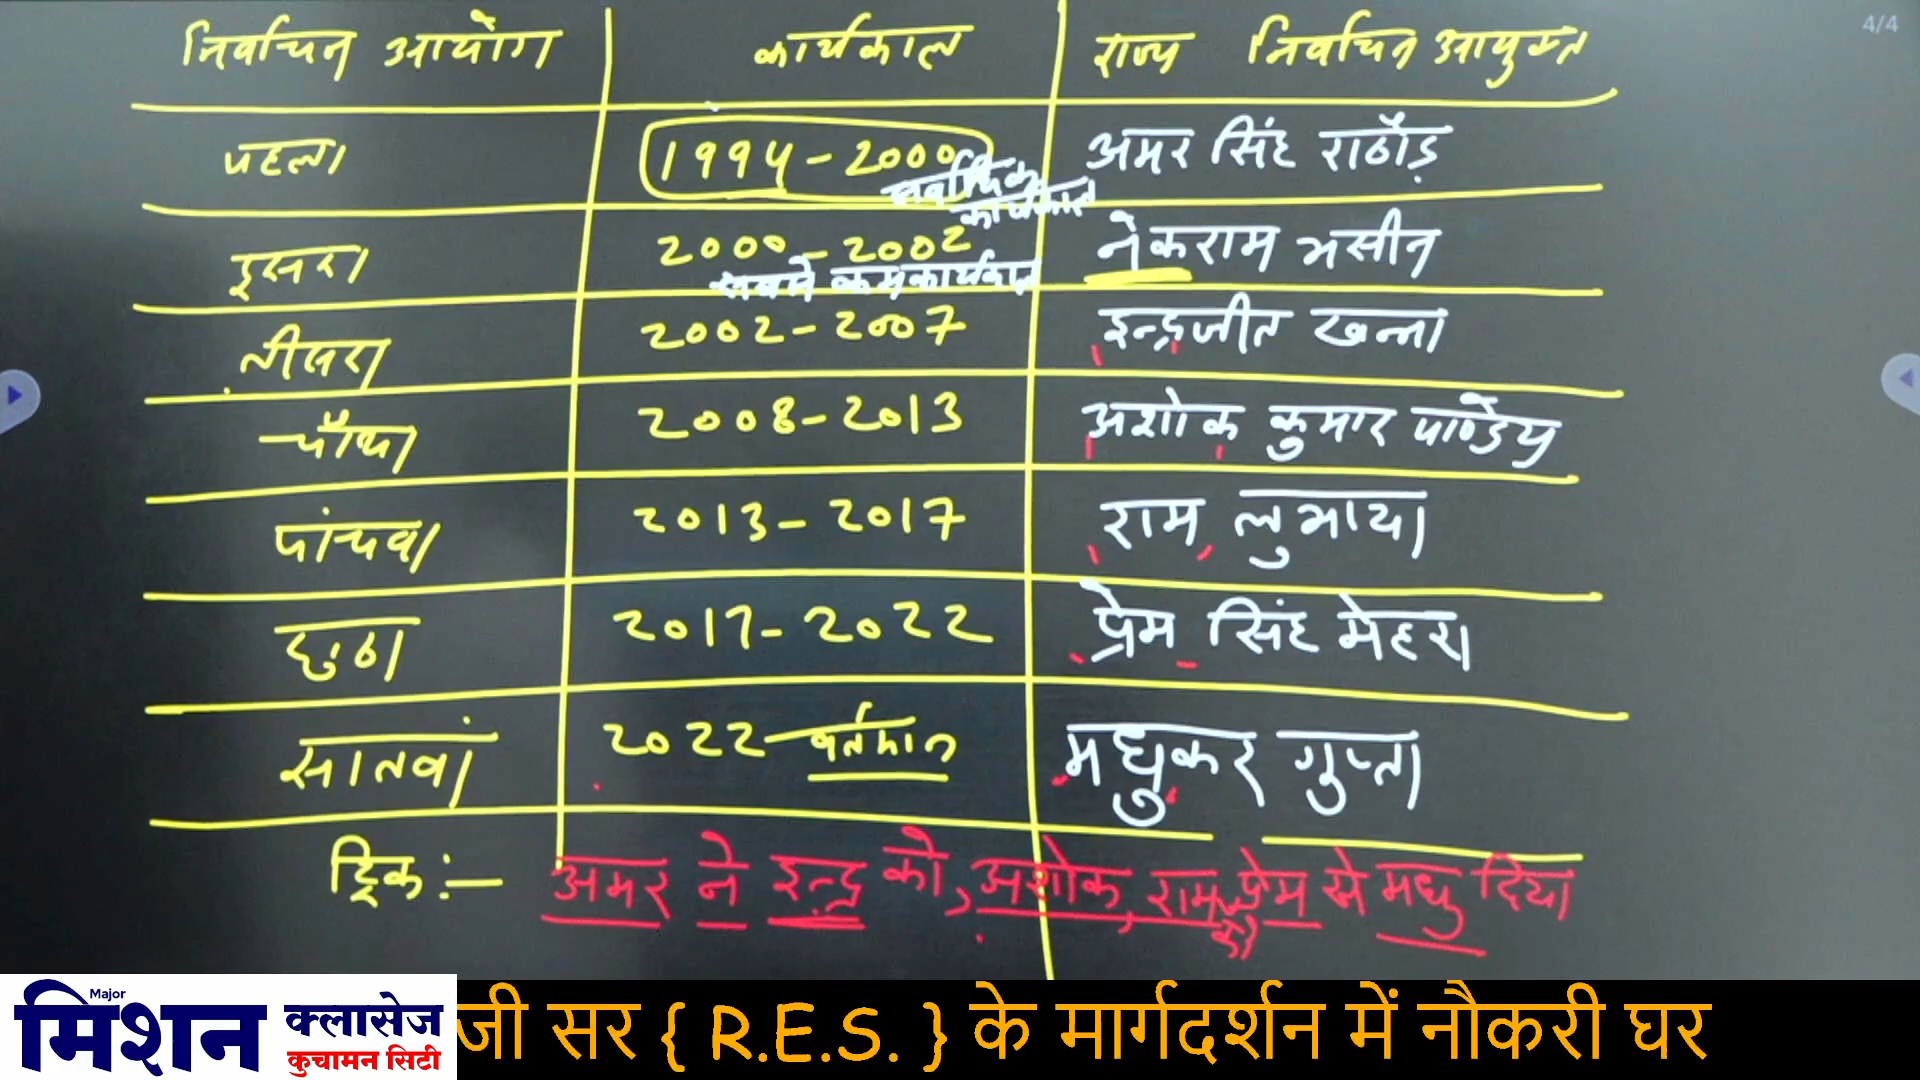 4/4
निर्वाचन आयोग कार्यकाल राज्य निर्वाचन आयुक्त
पहला 1994-2000 अमर सिंह राठौड़
सर्वाधिक कार्यकाल
दुसरा 2000-2002 नेकराम भसीन
सबसे कम कार्यकाल
तीसरा 2002-2007 इन्द्रजीत खन्ना
चौथा 2008-2013 अशोक कुमार पाण्डेय
पांचवा 2013-2017 राम लुभाया
छठा 2017-2022 प्रेम सिंह मेहरा
सातवां 2022-वर्तमान मधुकर गुप्ता
ट्रिक:- अमर ने इन्द्र को, अशोक, राम को प्रेम से मधु दिया
Major
मिशन क्लासेज
कुचामन सिटी
जी सर { R.E.S. } के मार्गदर्शन में नौकरी घर